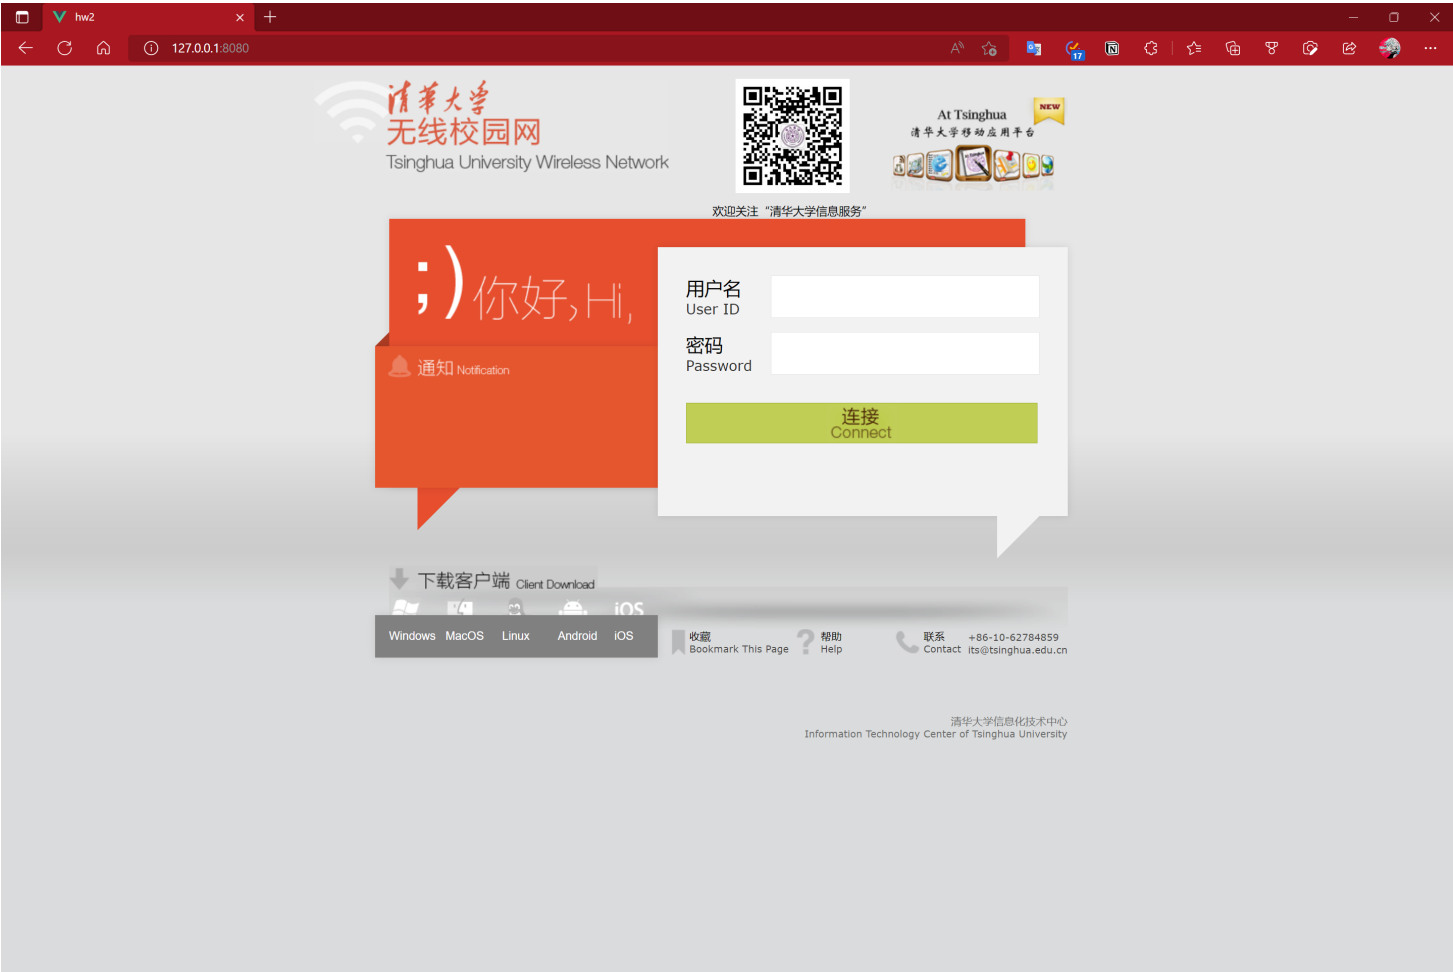 hw2
127.0.0.1:8080
17
清华大学
无线校园网
Tsinghua University Wireless Network
At Tsinghua
NEW
清华大学移动应用平台
欢迎关注“清华大学信息服务”
;)你好,Hi,
通知 Notification
用户名
User ID
密码
Password
连接
Connect
下载客户端 Client Download
iOS
Windows MacOS Linux Android iOS
收藏
Bookmark This Page
帮助
Help
联系 +86-10-62784859
Contact its@tsinghua.edu.cn
清华大学信息化技术中心
Information Technology Center of Tsinghua University